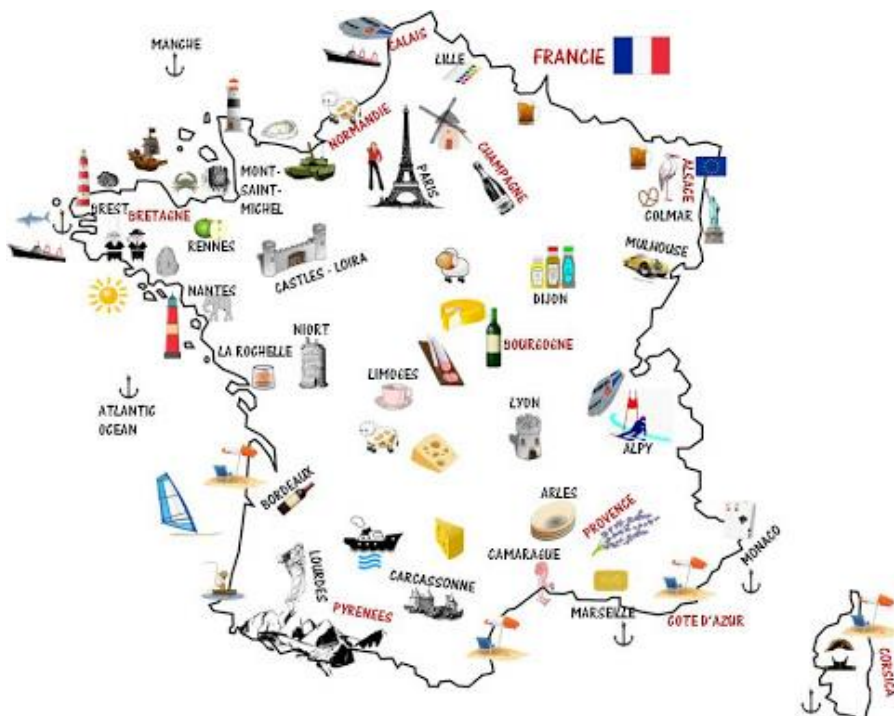 MANCHE
CALAIS
LILLE
FRANCIE
NORMANDIE
PARIS
CHAMPAGNE
ALSACE
MONT-
SAINT-
MICHEL
BREST
BRETAGNE
RENNES
COLMAR
CASTLES - LOIRA
MULHOUSE
NANTES
DIJON
NIORT
LA ROCHELLE
BOURGOGNE
LIMOGES
ATLANTIC
OCEAN
LYON
ALPY
BORDEAUX
ARLES
PROVENCE
MONACO
CAMARAGUE
LOURDES
CARCASSONNE
PYRENEES
MARSEILLE
COTE D'AZUR
CORSICA